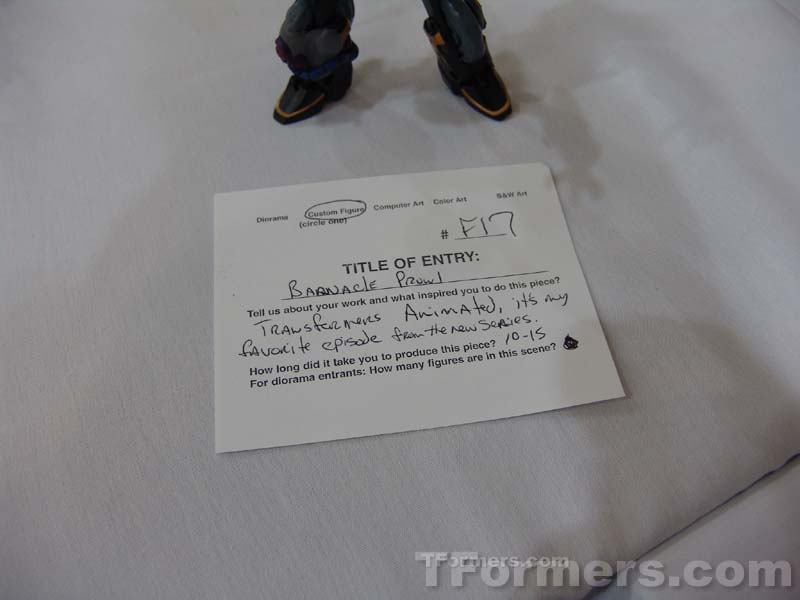 Diorama Custom Figure Computer Art Color Art B&W Art
(circle one)
# F17
TITLE OF ENTRY:
Barnacle Prowl
Tell us about your work and what inspired you to do this piece?
Transformers Animated, it's my
favorite episode from the new series.
How long did it take you to produce this piece? 10-15
For diorama entrants: How many figures are in this scene?
TFormers.com
TFormers.com